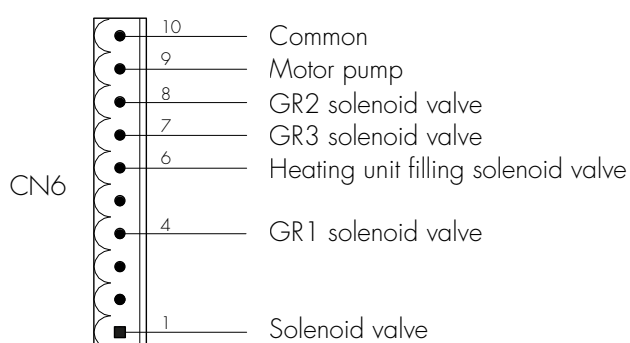 10 Common
9 Motor pump
8 GR2 solenoid valve
7 GR3 solenoid valve
6 Heating unit filling solenoid valve
CN6
4 GR1 solenoid valve
1 Solenoid valve